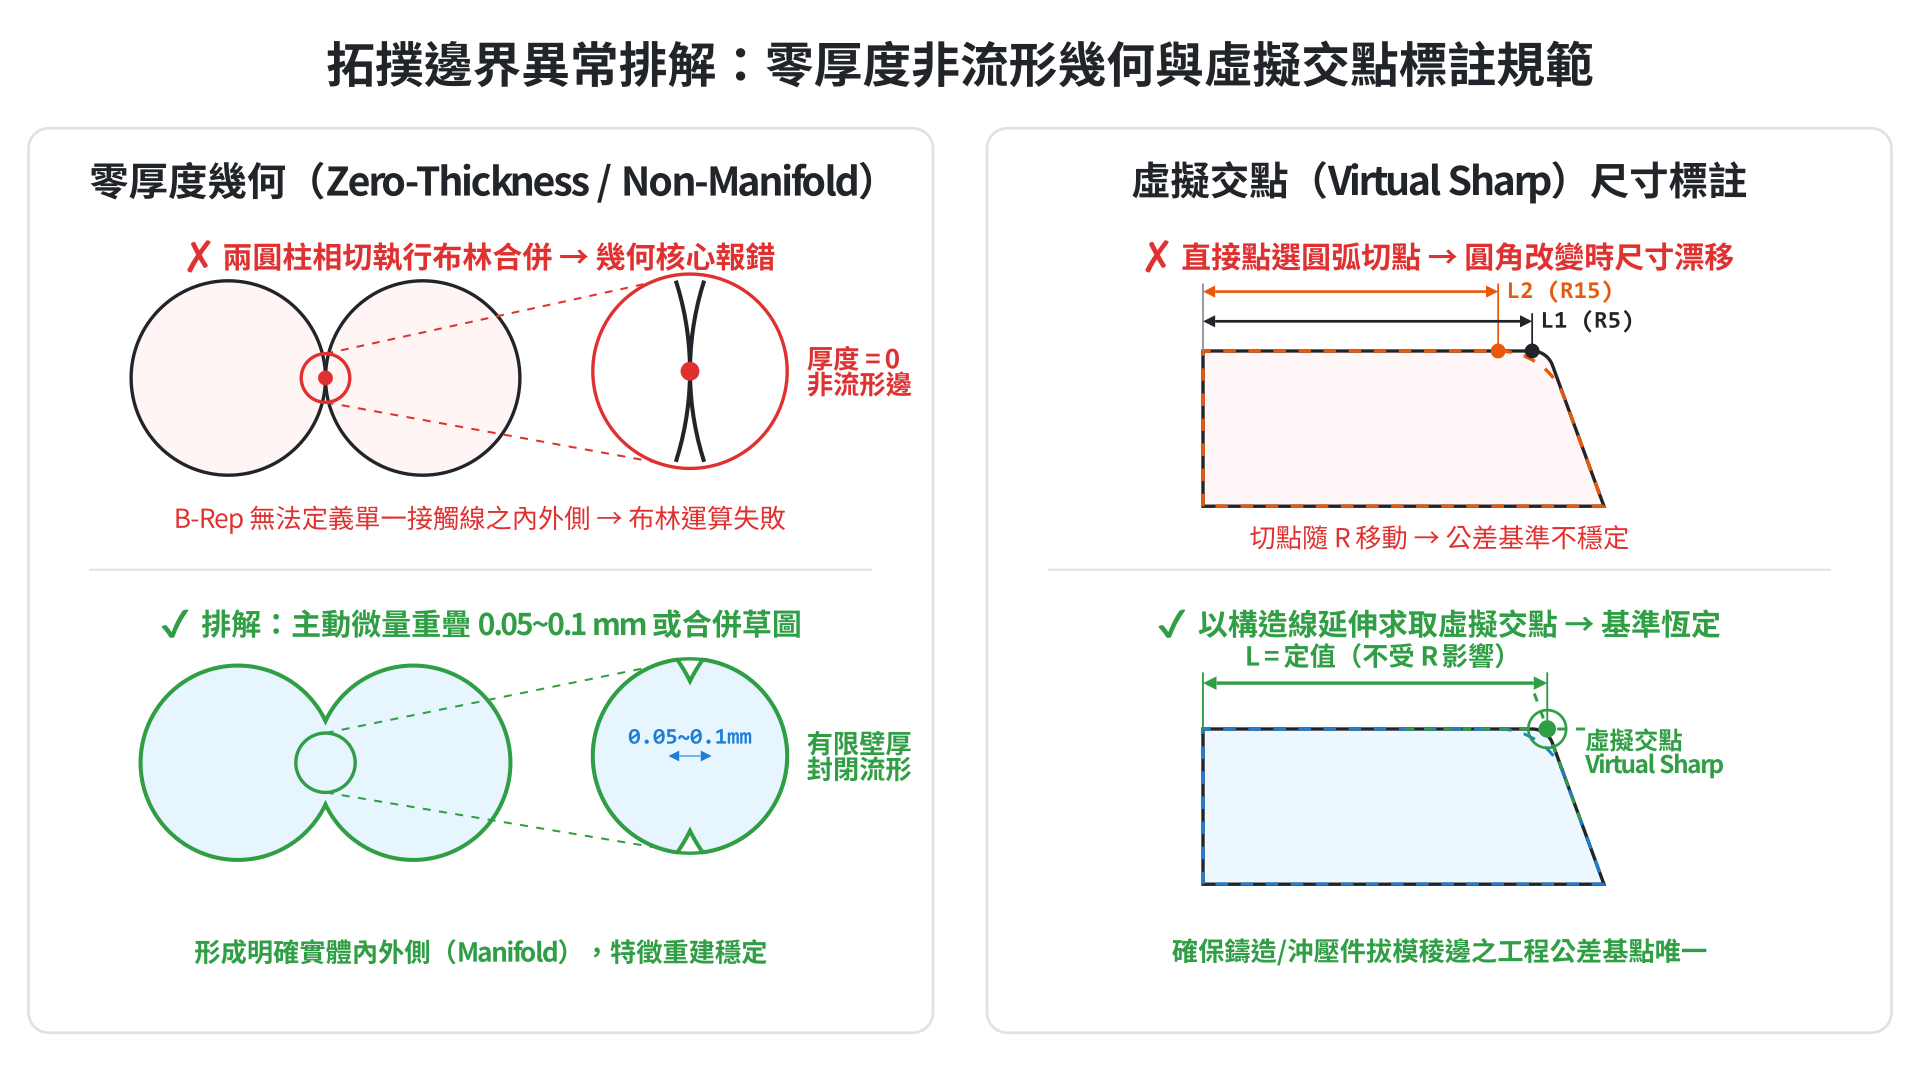 拓撲邊界異常排解：零厚度非流形幾何與虛擬交點標註規範
零厚度幾何（Zero-Thickness / Non-Manifold）
✗ 兩圓柱相切執行布林合併 → 幾何核心報錯
厚度 = 0
非流形邊
B-Rep 無法定義單一接觸線之內外側 → 布林運算失敗
✓ 排解：主動微量重疊 0.05~0.1 mm 或合併草圖
0.05~0.1mm
有限壁厚
封閉流形
形成明確實體內外側（Manifold），特徵重建穩定
虛擬交點（Virtual Sharp）尺寸標註
✗ 直接點選圓弧切點 → 圓角改變時尺寸漂移
L2 (R15)
L1 (R5)
切點隨 R 移動 → 公差基準不穩定
✓ 以構造線延伸求取虛擬交點 → 基準恆定
L = 定值（不受 R 影響）
虛擬交點
Virtual Sharp
確保鑄造/沖壓件拔模稜邊之工程公差基點唯一